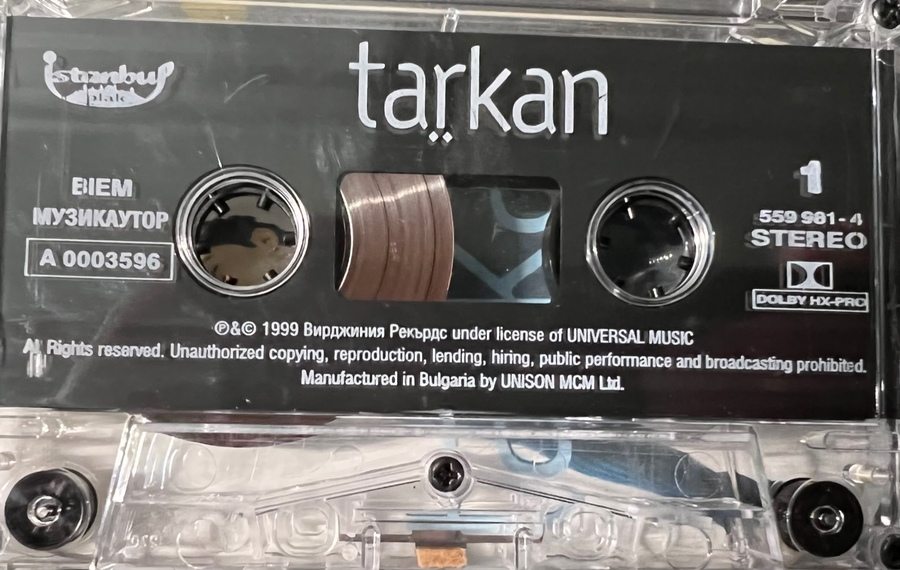 istanbul
plak
tarkan
BIEM
МУЗИКАУТОР
A 0003596
1
559 981-4
STEREO
DOLBY HX-PRO
℗&© 1999 Вирджиния Рекърдс under license of UNIVERSAL MUSIC
All Rights reserved. Unauthorized copying, reproduction, lending, hiring, public performance and broadcasting prohibited.
Manufactured in Bulgaria by UNISON MCM Ltd.